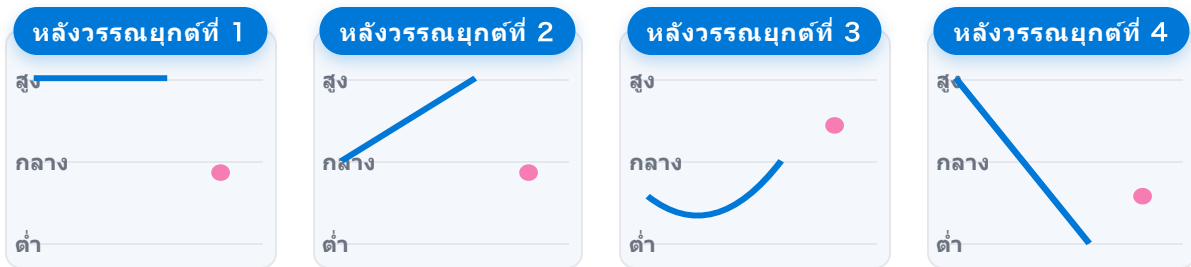 หลังวรรณยุกต์ที่ 1
สูง
กลาง
ต่ำ
หลังวรรณยุกต์ที่ 2
สูง
กลาง
ต่ำ
หลังวรรณยุกต์ที่ 3
สูง
กลาง
ต่ำ
หลังวรรณยุกต์ที่ 4
สูง
กลาง
ต่ำ